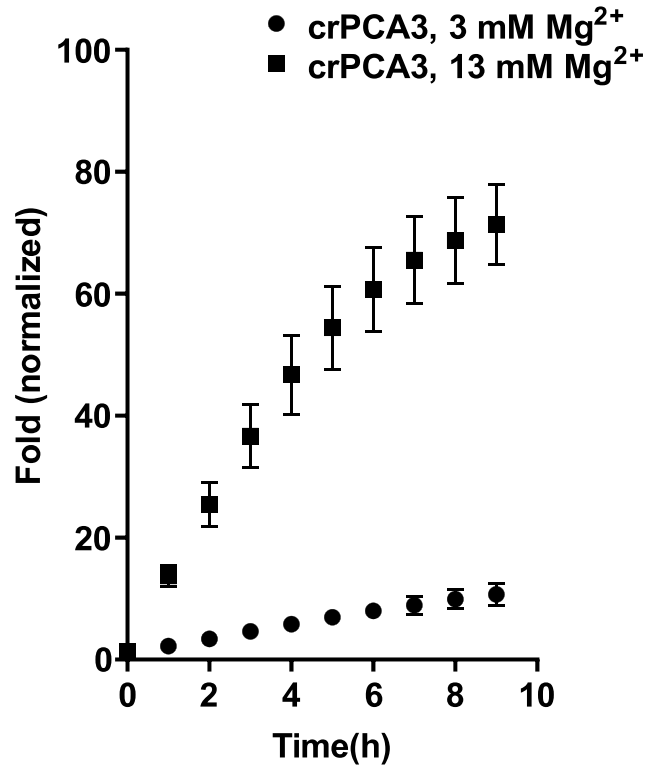 crPCA3, 3 mM Mg²⁺
crPCA3, 13 mM Mg²⁺
100
80
60
40
20
0
Fold (normalized)
0 2 4 6 8 10
Time(h)